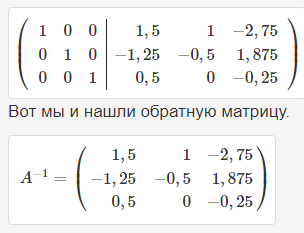 1 0 0 | 1,5 1 −2,75
0 1 0 | −1,25 −0,5 1,875
0 0 1 | 0,5 0 −0,25
Вот мы и нашли обратную матрицу.
1,5 1 −2,75
A⁻¹ = −1,25 −0,5 1,875
0,5 0 −0,25